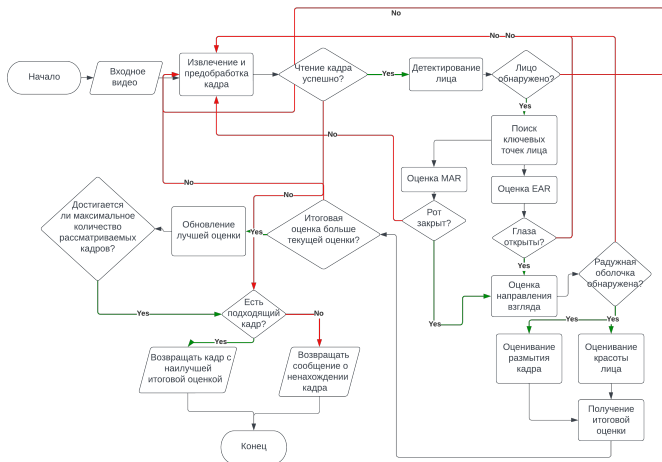 No
No
No
Извлечение и
предобработка
кадра
Чтение кадра
успешно?
Yes
Детектирование
лица
Лицо
обнаружено?
Начало
Входное
видео
Yes
Поиск
ключевых
точек лица
No
Оценка MAR
Оценка EAR
No
No
Достигается
ли максимальное
количество
рассматриваемых
кадров?
Обновление
лучшей оценки
Yes
Итоговая
оценка больше
текущей оценки?
Рот
закрыт?
Глаза
открыты?
Yes
Радужная
оболочка
обнаружена?
Оценка
направления
взгляда
Yes
Есть
подходящий
кадр?
No
Yes
Yes
Yes
Yes
Возвращать кадр с
наилучшей
итоговой оценкой
Возвращать
сообщение о
ненахождении
кадра
Оценивание
размытия
кадра
Оценивание
красоты
лица
Получение
итоговой
оценки
Конец